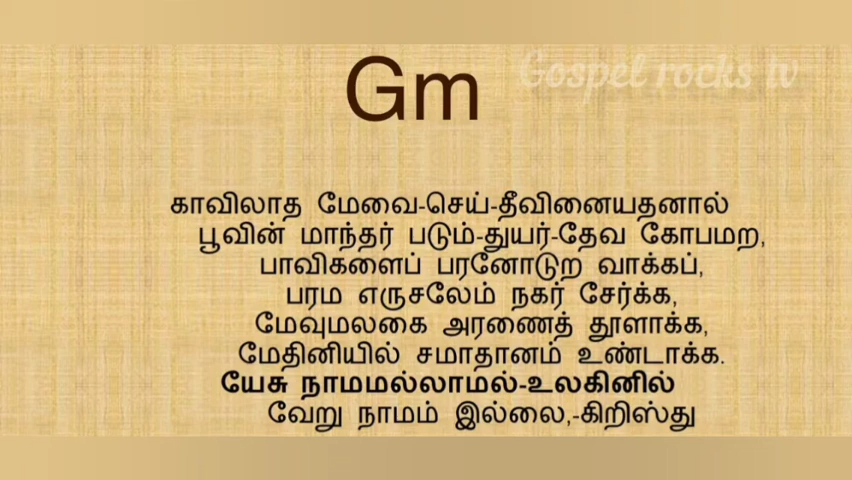 Gospel rocks tv
Gm
காவிலாத மேவை-செய்-தீவினையதனால்
பூவின் மாந்தர் படும்-துயர்-தேவ கோபமற,
பாவிகளைப் பரனோடுற வாக்கப்,
பரம எருசலேம் நகர் சேர்க்க,
மேவுமலகை அரணைத் தூளாக்க,
மேதினியில் சமாதானம் உண்டாக்க.
யேசு நாமமல்லாமல்-உலகினில்
வேறு நாமம் இல்லை,-கிறிஸ்து